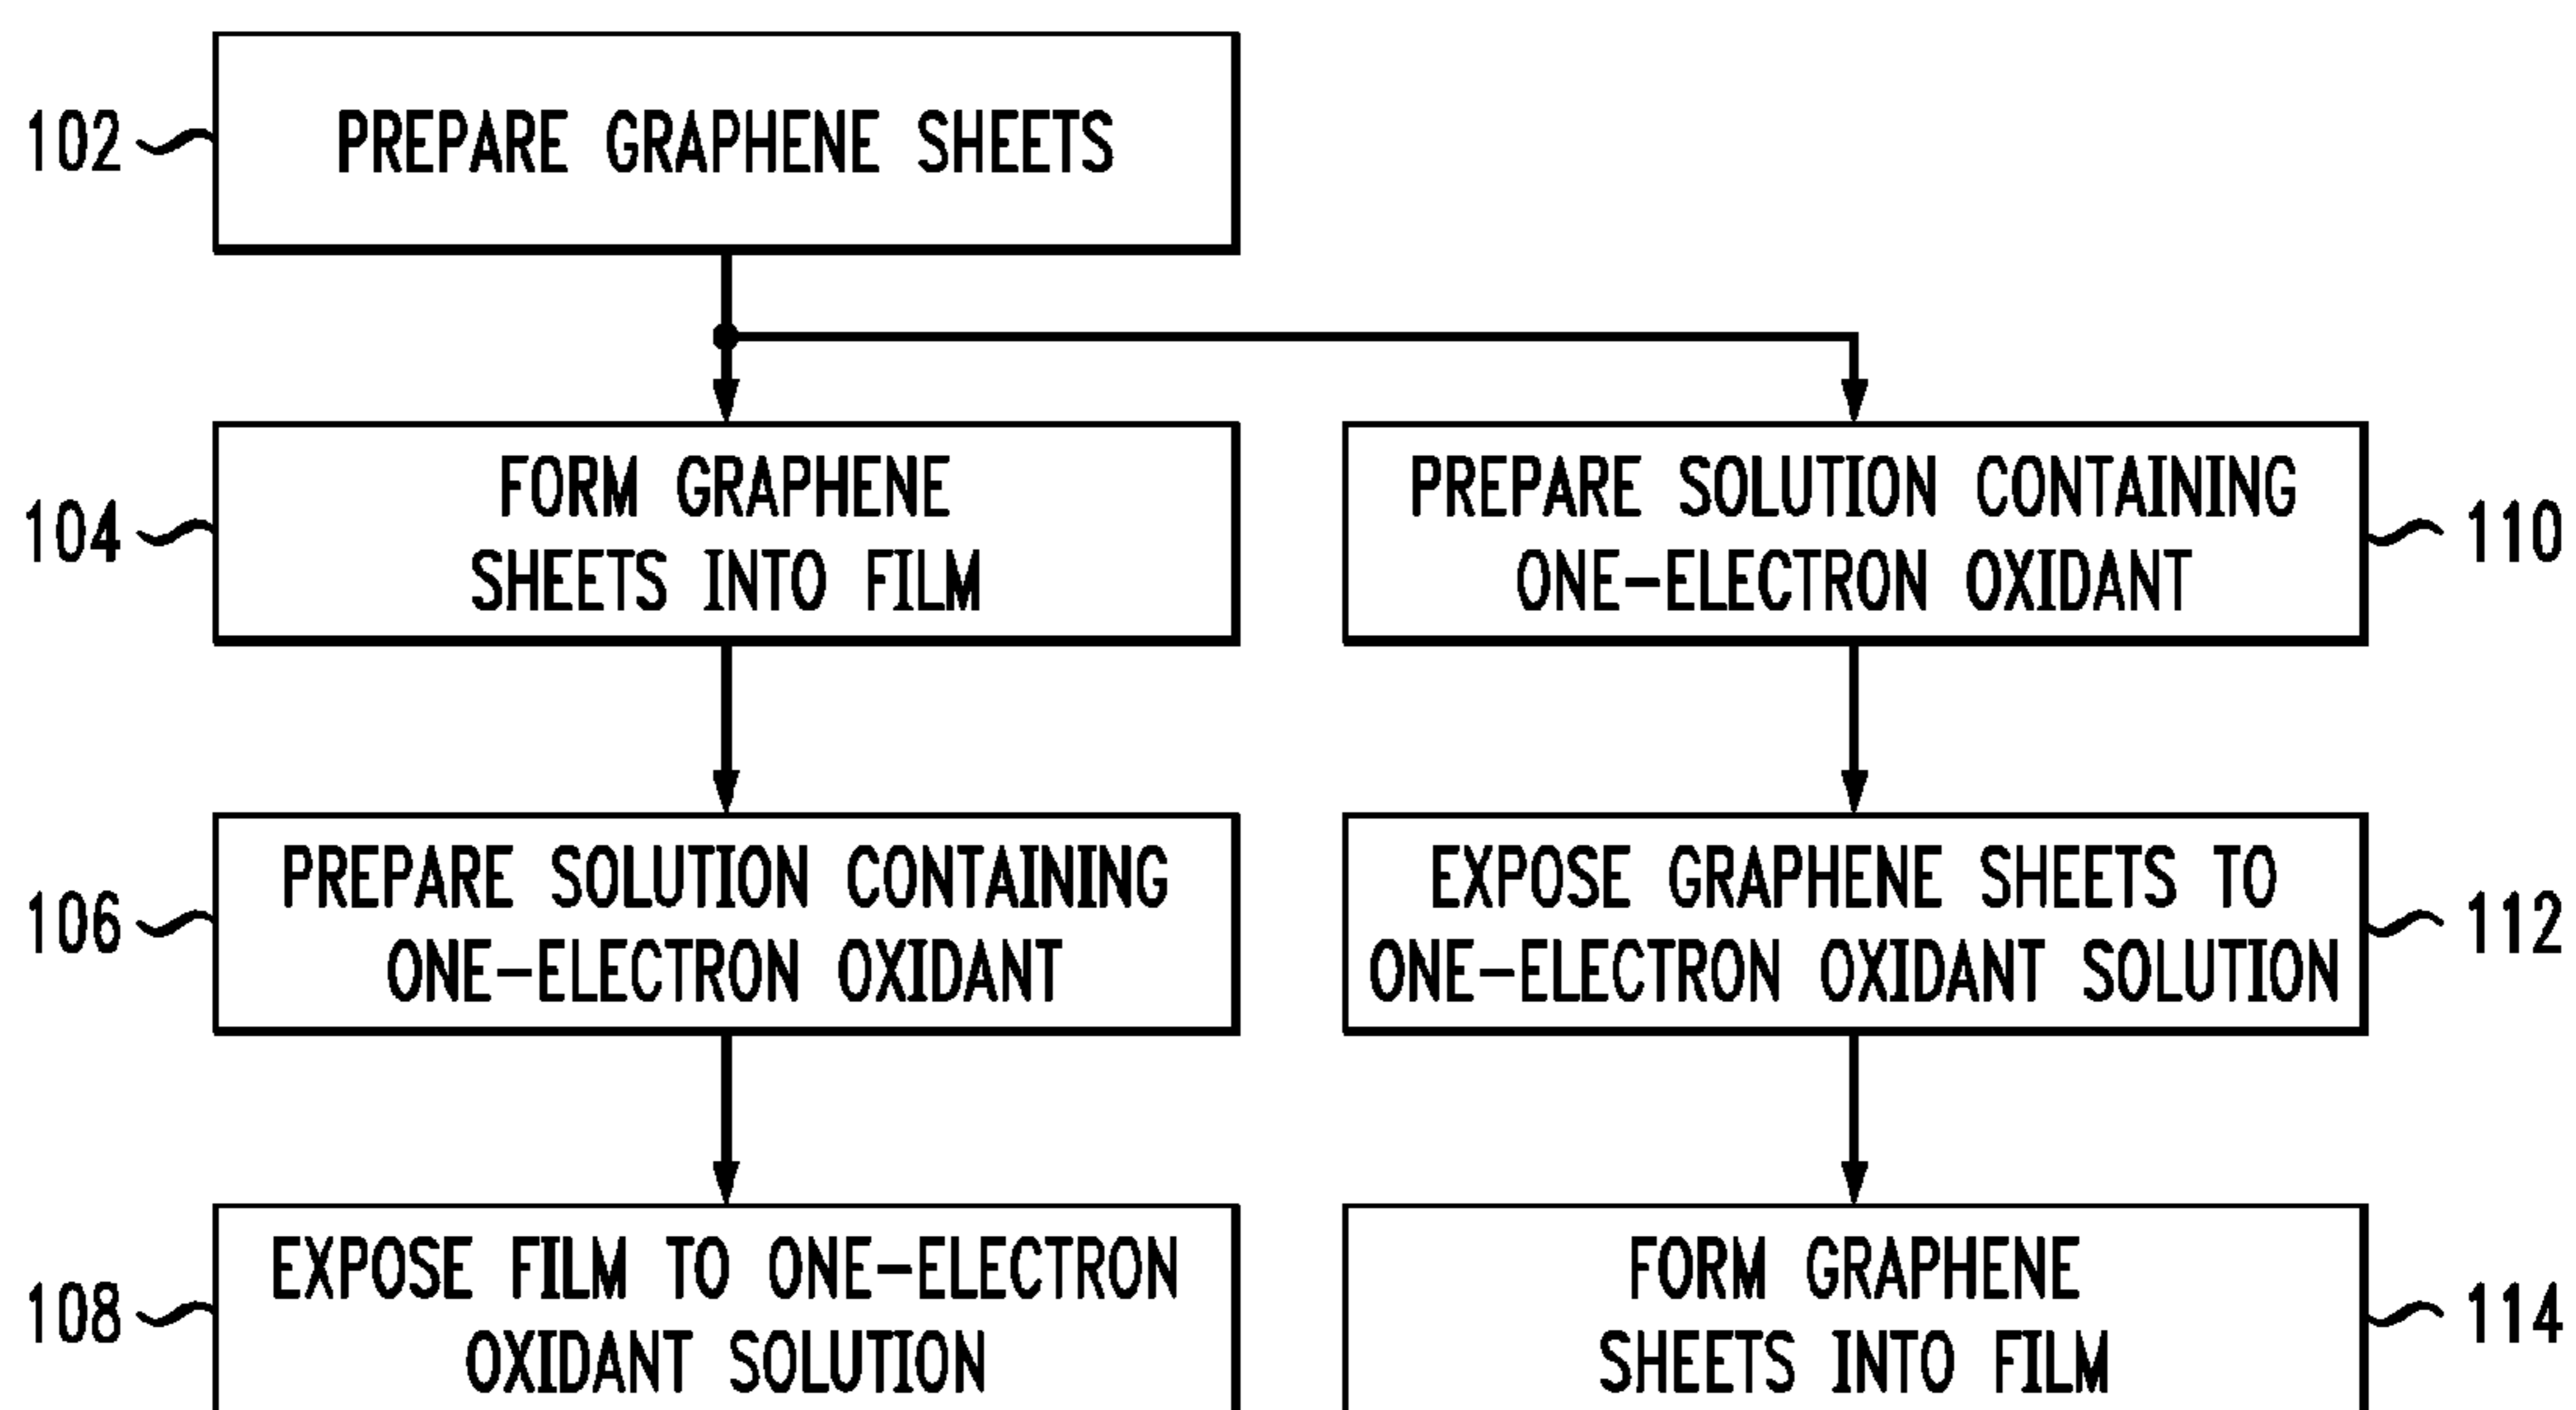 102
PREPARE GRAPHENE SHEETS
104
FORM GRAPHENE
SHEETS INTO FILM
PREPARE SOLUTION CONTAINING
ONE-ELECTRON OXIDANT
110
106
PREPARE SOLUTION CONTAINING
ONE-ELECTRON OXIDANT
EXPOSE GRAPHENE SHEETS TO
ONE-ELECTRON OXIDANT SOLUTION
112
108
EXPOSE FILM TO ONE-ELECTRON
OXIDANT SOLUTION
FORM GRAPHENE
SHEETS INTO FILM
114